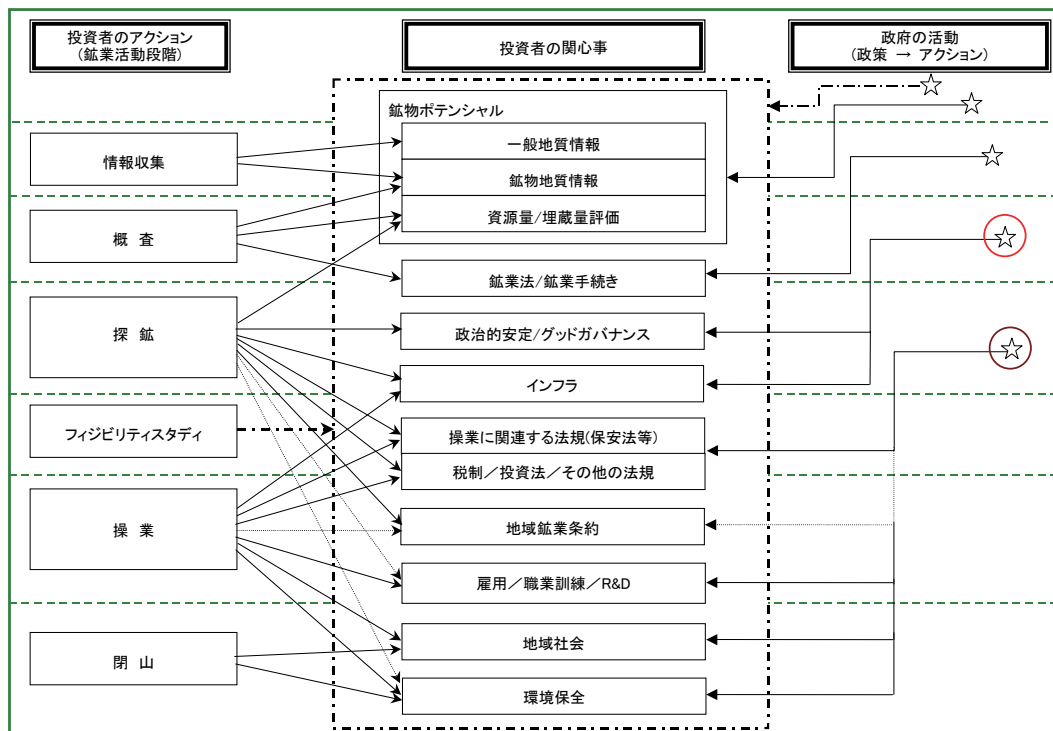 投資者のアクション
(鉱業活動段階)
投資者の関心事
政府の活動
(政策 → アクション)
鉱物ポテンシャル
一般地質情報
鉱物地質情報
資源量/埋蔵量評価
鉱業法/鉱業手続き
政治的安定/グッドガバナンス
インフラ
操業に関連する法規(保安法等)
税制／投資法／その他の法規
地域鉱業条約
雇用／職業訓練／R&D
地域社会
環境保全
情報収集
概 査
探 鉱
フィジビリティスタディ
操 業
閉 山